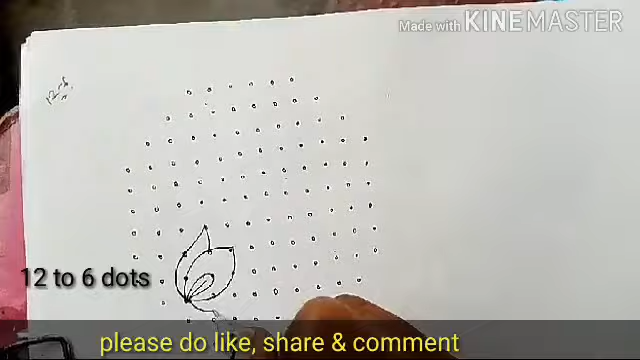 Made with KINEMASTER
12 to 6 dots
please do like, share & comment